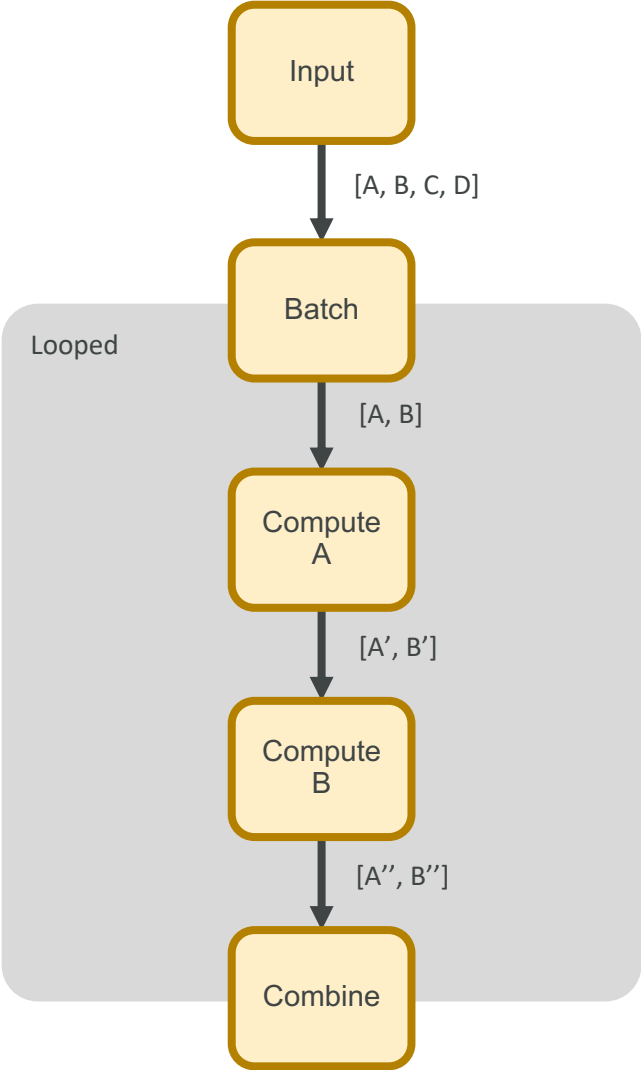 Input
[A, B, C, D]
Batch
Looped
[A, B]
Compute
A
[A’, B’]
Compute
B
[A’’, B’’]
Combine